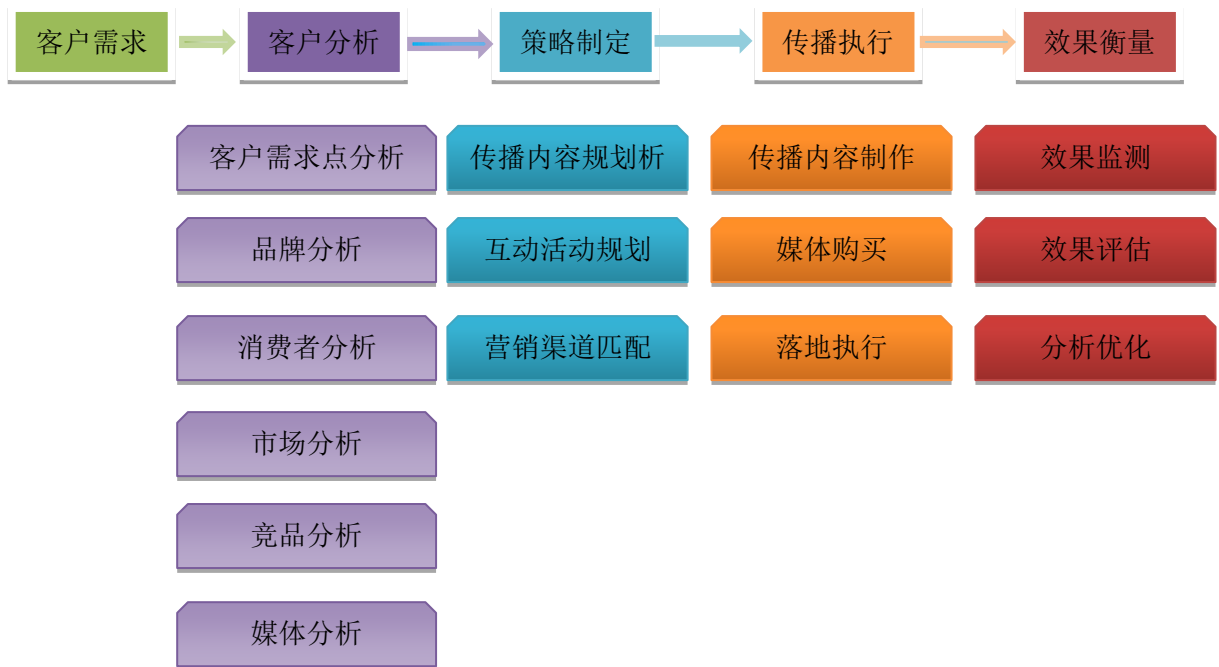 客户需求
客户分析
策略制定
传播执行
效果衡量
客户需求点分析
传播内容规划析
传播内容制作
效果监测
品牌分析
互动活动规划
媒体购买
效果评估
消费者分析
营销渠道匹配
落地执行
分析优化
市场分析
竞品分析
媒体分析